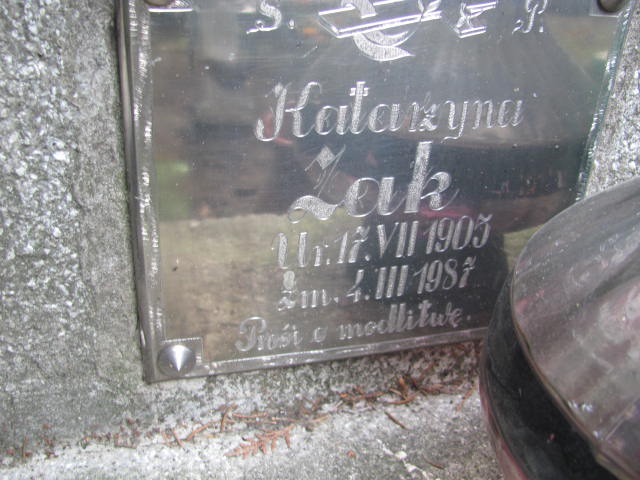 Ś. P.
Katarzyna
Żak
Ur. 17. VII 1905
Zm. 4. III 1987
Prosi o modlitwę.